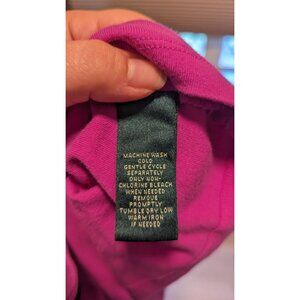 MACHINE WASH
COLD
GENTLE CYCLE
SEPARATELY
ONLY NON-
CHLORINE BLEACH
WHEN NEEDED
REMOVE
PROMPTLY
TUMBLE DRY LOW
WARM IRON
IF NEEDED